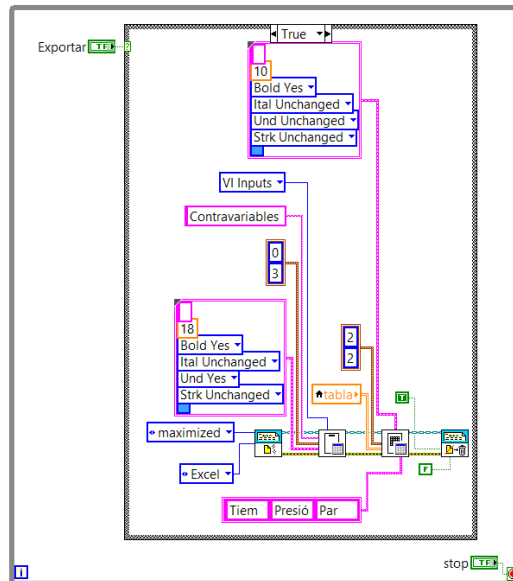 True
Exportar TF ?
10
Bold Yes
Ital Unchanged
Und Unchanged
Strk Unchanged
VI Inputs
Contravariables
0
3
18
Bold Yes
Ital Unchanged
Und Yes
Strk Unchanged
2
2
tabla
T
maximized
Excel
F
Tiem Presió Par
stop TF
i